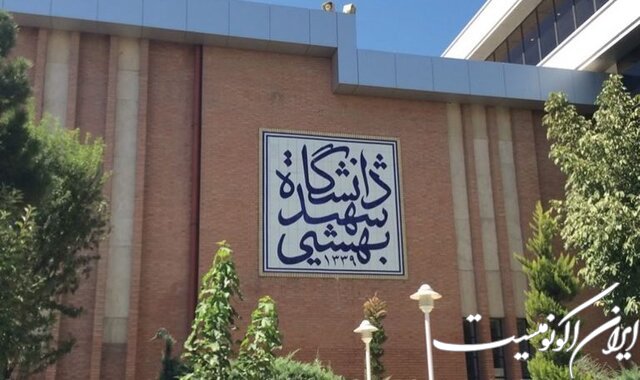 دانشگاه
شهید
بهشتی
۱۳۳۹
ایران اکونومیست